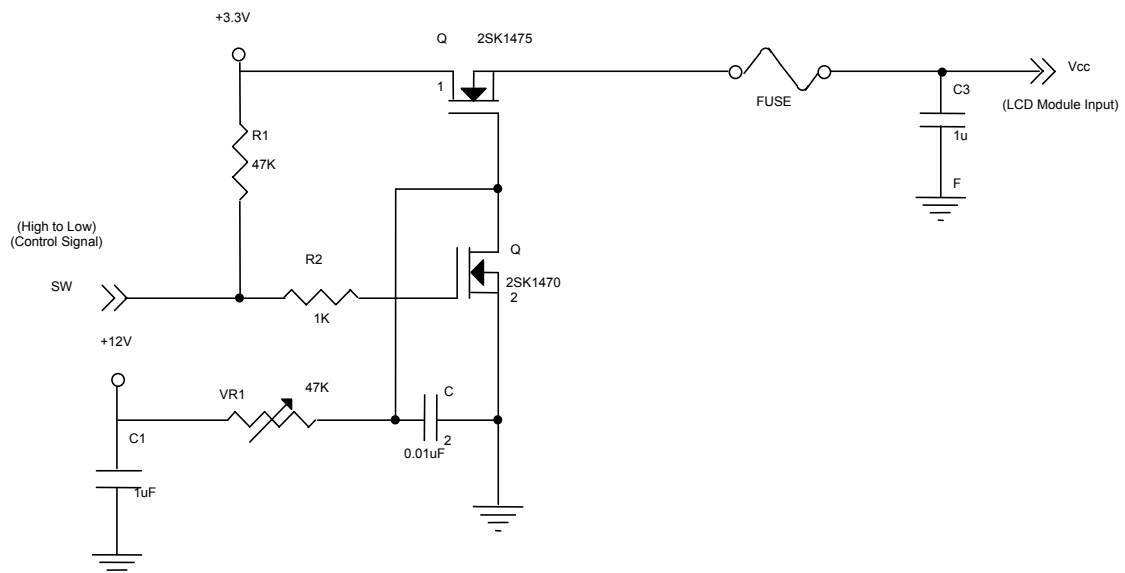 +3.3V
Q 2SK1475
1
FUSE
Vcc
(LCD Module Input)
C3
1u
F
R1
47K
(High to Low)
(Control Signal)
SW
R2
1K
Q
2SK1470
2
+12V
VR1 47K
C
2
0.01uF
C1
1uF